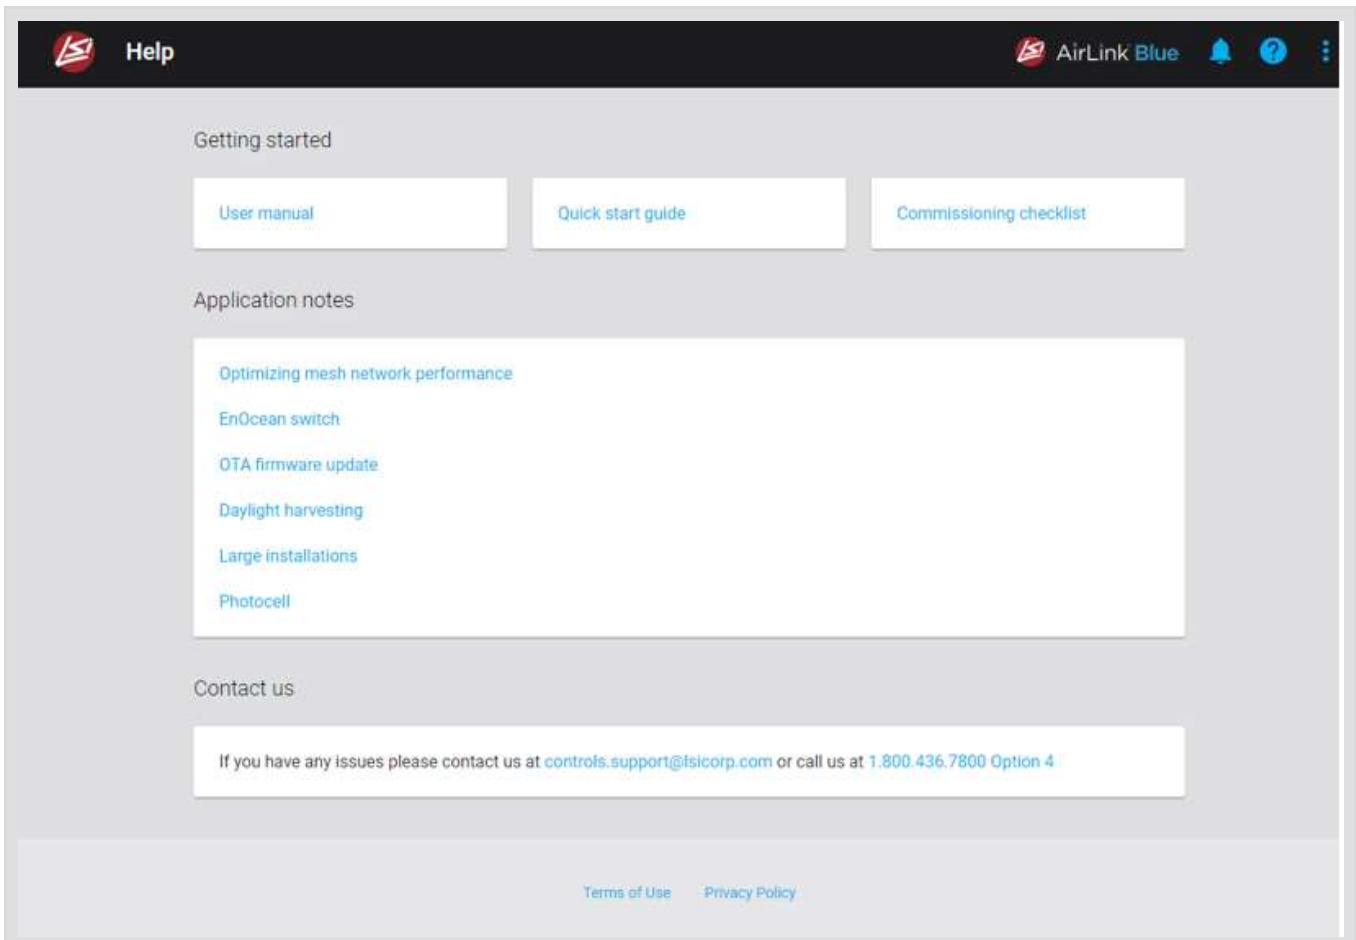 LSI Help LSI AirLink Blue ?
Getting started
User manual Quick start guide Commissioning checklist
Application notes
Optimizing mesh network performance
EnOcean switch
OTA firmware update
Daylight harvesting
Large installations
Photocell
Contact us
If you have any issues please contact us at controls.support@lsicorp.com or call us at 1.800.436.7800 Option 4
Terms of Use Privacy Policy